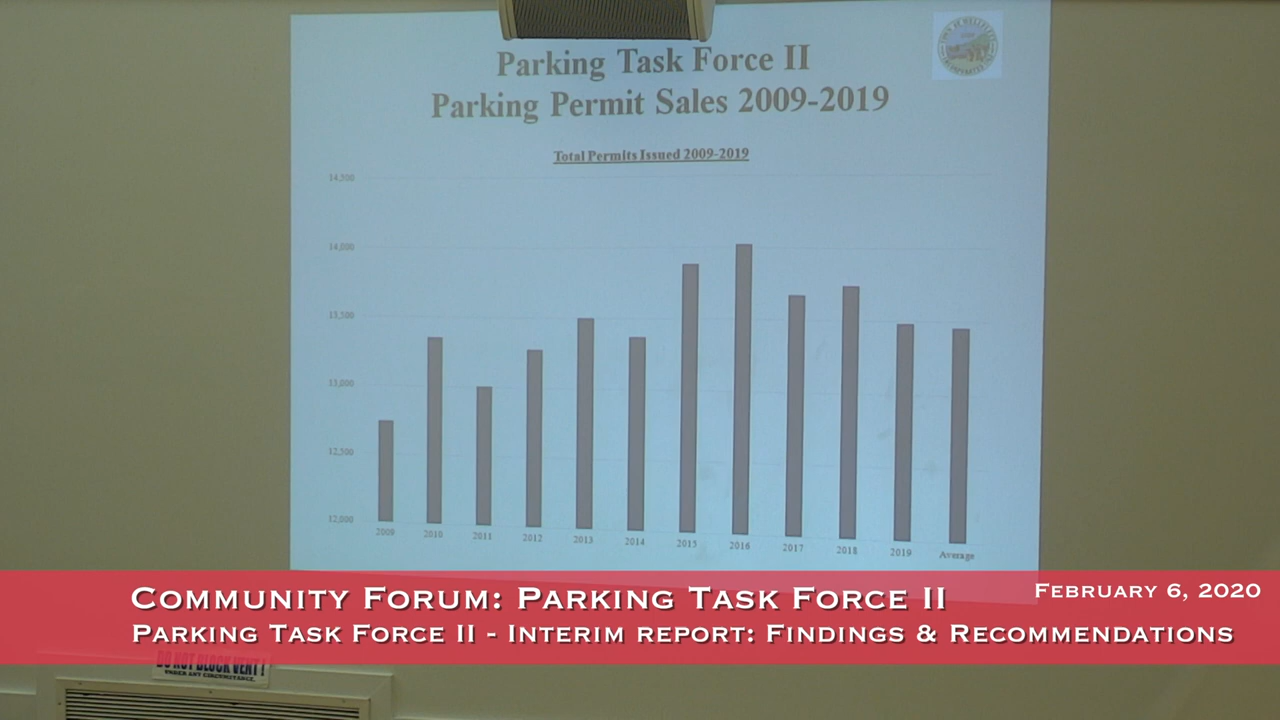 Parking Task Force II
Parking Permit Sales 2009-2019
Total Permits Issued 2009-2019
14,500
14,000
13,500
13,000
12,500
12,000
2009 2010 2011 2012 2013 2014 2015 2016 2017 2018 2019 Average
Community Forum: Parking Task Force II
February 6, 2020
Parking Task Force II - Interim report: Findings & Recommendations
DO NOT BLOCK VENT!
UNDER ANY CIRCUMSTANCE.